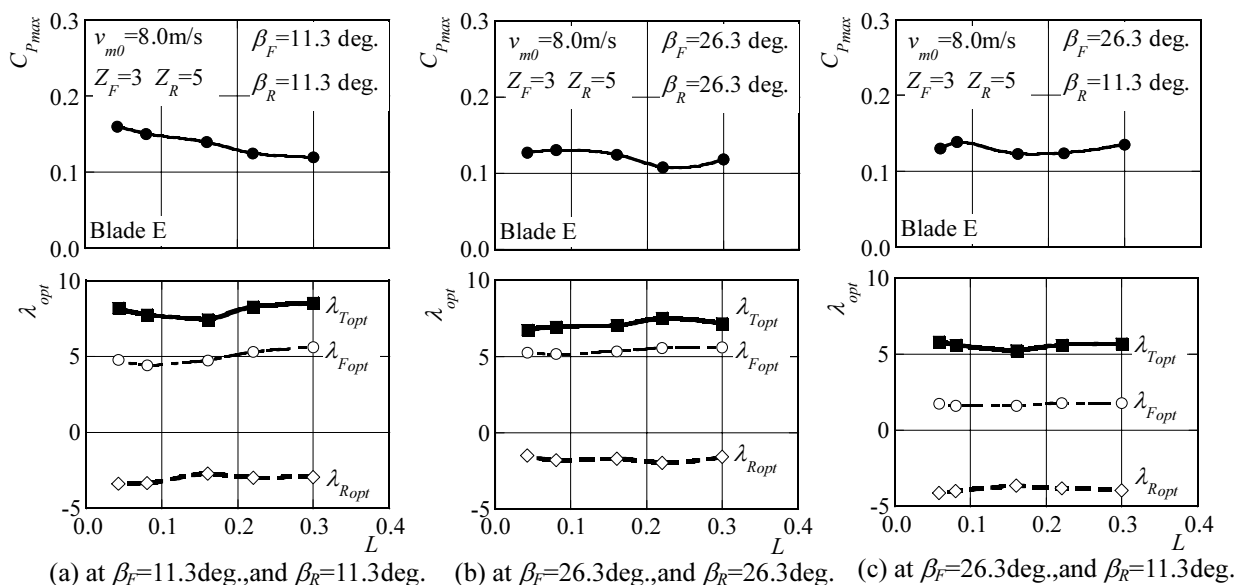 0.3
0.2
0.1
0.0
C_Pmax
v_m0=8.0m/s
β_F=11.3 deg.
Z_F=3 Z_R=5
β_R=11.3 deg.
Blade E
10
5
0
-5
λ_opt
λ_Topt
λ_Fopt
λ_Ropt
0.0 0.1 0.2 0.3 0.4
L
(a) at β_F=11.3deg.,and β_R=11.3deg.
0.3
0.2
0.1
0.0
C_Pmax
v_m0=8.0m/s
β_F=26.3 deg.
Z_F=3 Z_R=5
β_R=26.3 deg.
Blade E
10
5
0
-5
λ_opt
λ_Topt
λ_Fopt
λ_Ropt
0.0 0.1 0.2 0.3 0.4
L
(b) at β_F=26.3deg.,and β_R=26.3deg.
0.3
0.2
0.1
0.0
C_Pmax
v_m0=8.0m/s
β_F=26.3 deg.
Z_F=3 Z_R=5
β_R=11.3 deg.
Blade E
10
5
0
-5
λ_opt
λ_Topt
λ_Fopt
λ_Ropt
0.0 0.1 0.2 0.3 0.4
L
(c) at β_F=26.3deg.,and β_R=11.3deg.